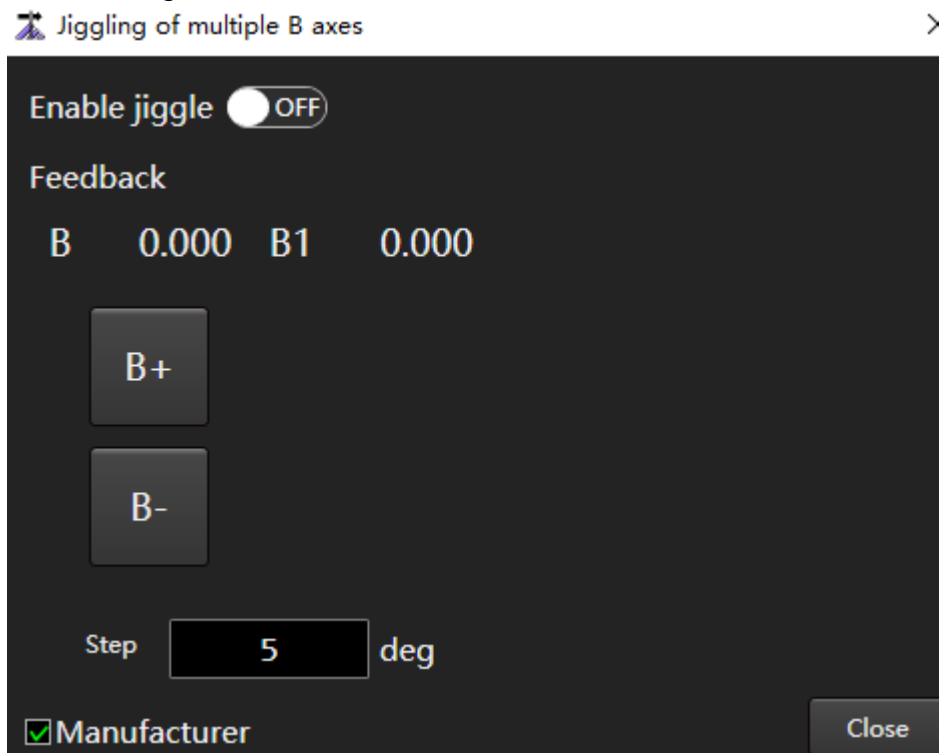 Jiggling of multiple B axes
Enable jiggle OFF
Feedback
B 0.000 B1 0.000
B+
B-
Step 5 deg
Manufacturer
Close